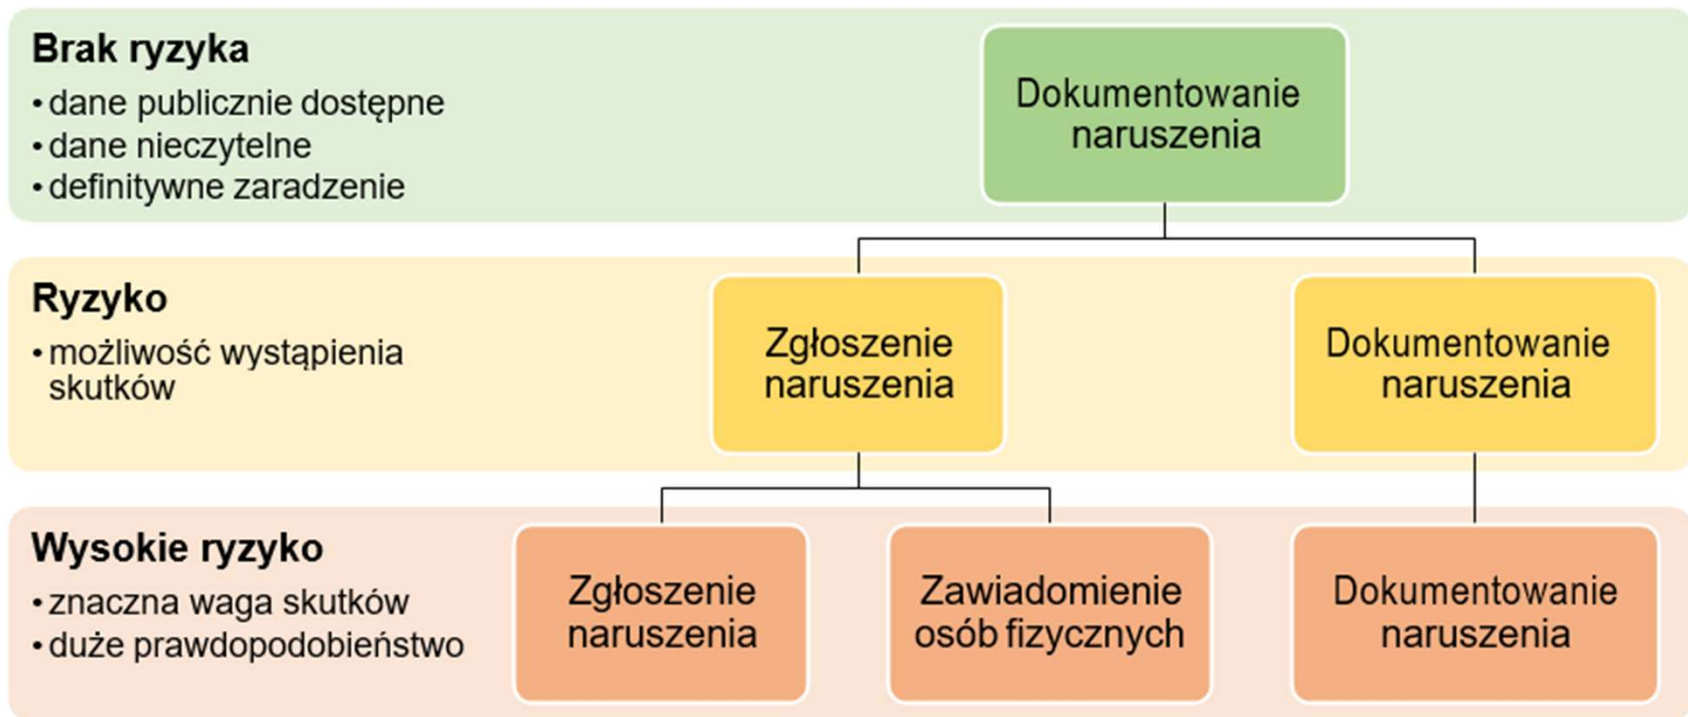 Brak ryzyka
• dane publicznie dostępne
• dane nieczytelne
• definitywne zaradzenie
Dokumentowanie
naruszenia
Ryzyko
• możliwość wystąpienia
skutków
Zgłoszenie
naruszenia
Dokumentowanie
naruszenia
Wysokie ryzyko
• znaczna waga skutków
• duże prawdopodobieństwo
Zgłoszenie
naruszenia
Zawiadomienie
osób fizycznych
Dokumentowanie
naruszenia